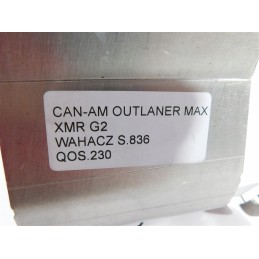 CAN-AM OUTLANER MAX
XMR G2
WAHACZ S.836
QOS.230